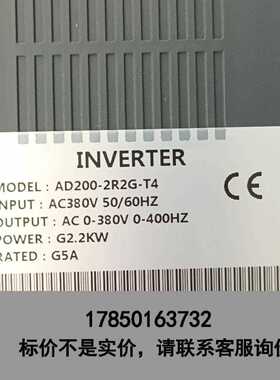 INVERTER
MODEL : AD200-2R2G-T4
INPUT : AC380V 50/60HZ
OUTPUT : AC 0-380V 0-400HZ
POWER : G2.2KW
RATED : G5A
CE
17850163732
标价不是实价，请联系客服询价